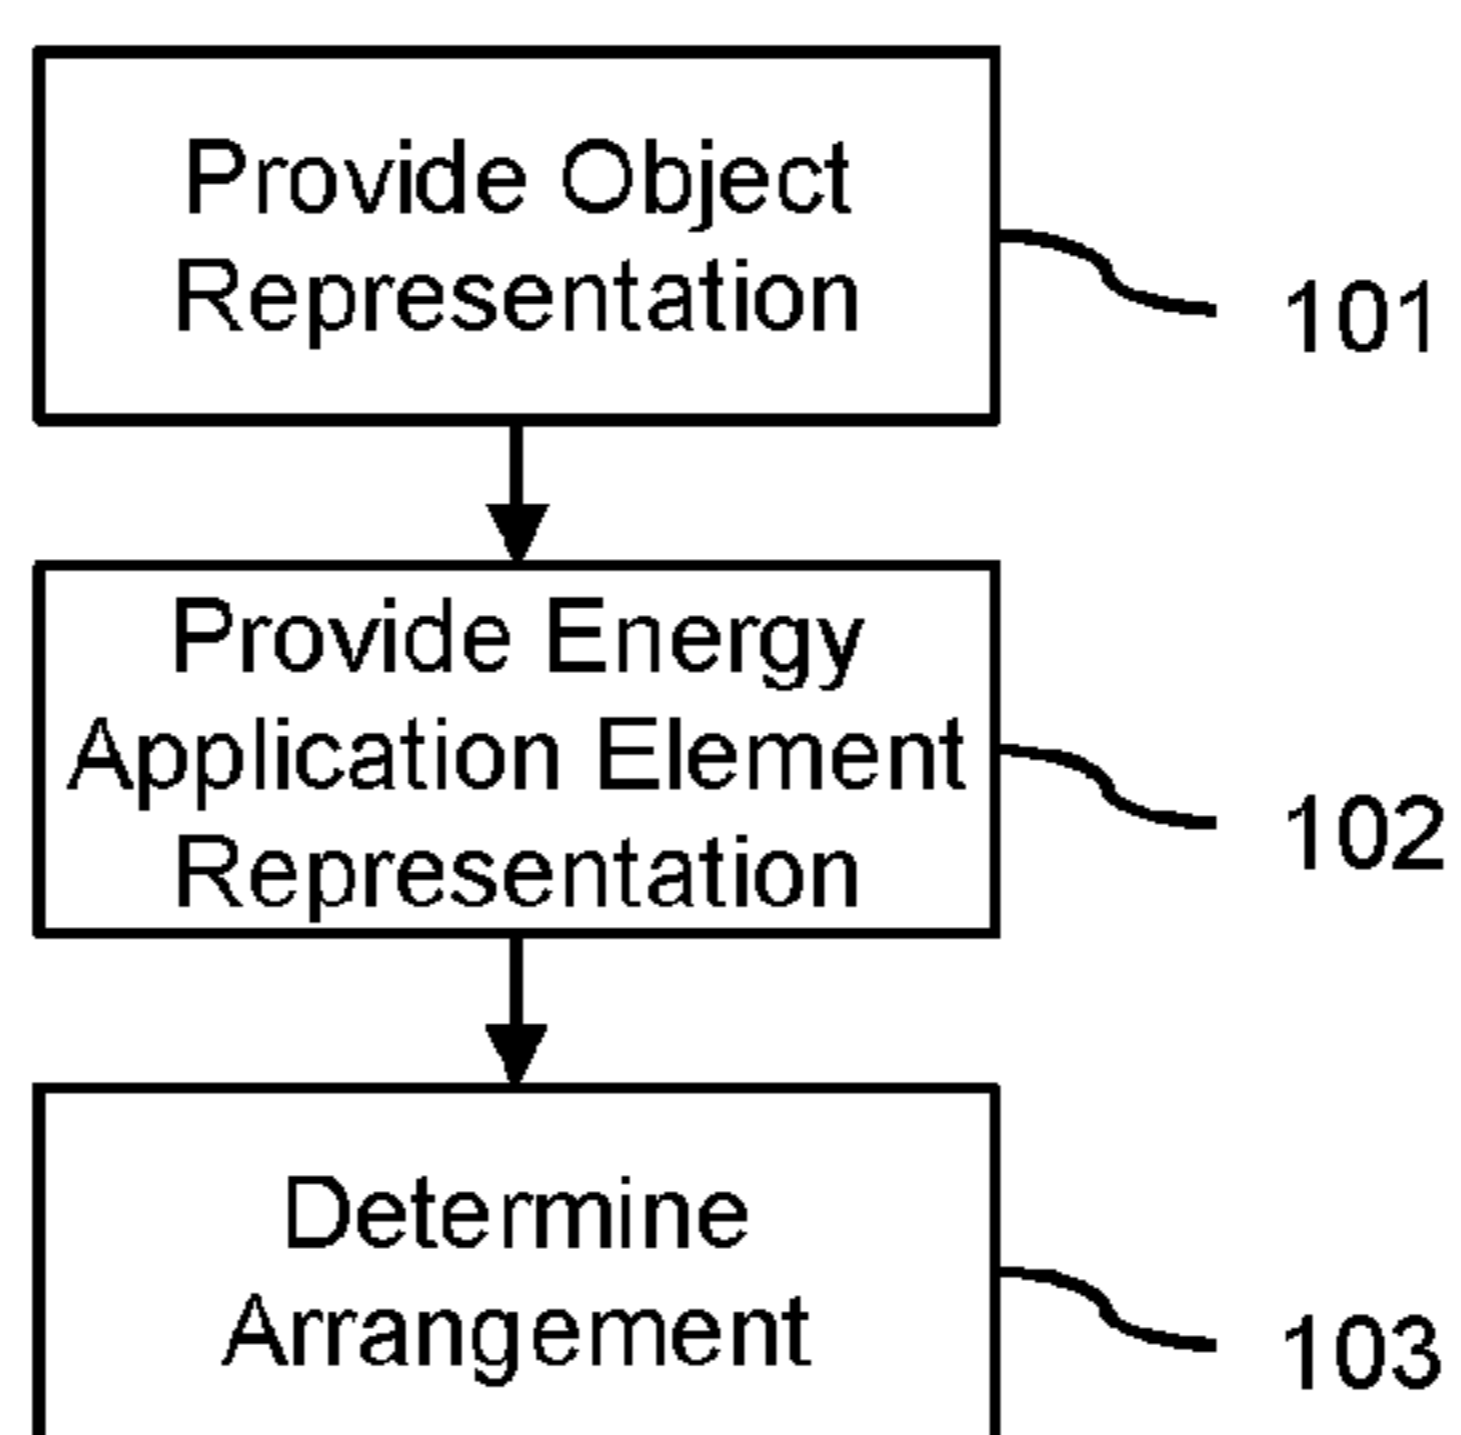 Provide Object
Representation
101
Provide Energy
Application Element
Representation
102
Determine
Arrangement
103